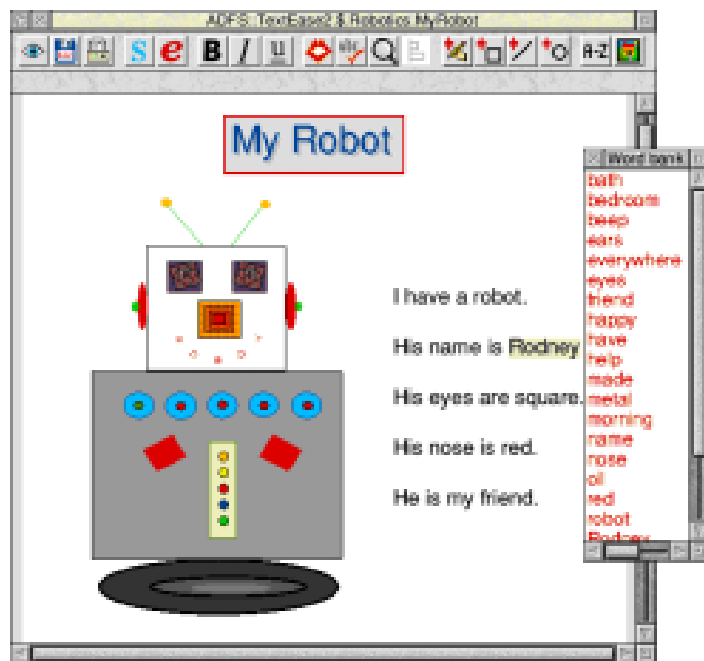 ADFS::TextEase2.$.Robotics.MyRobot
S e B I u A-Z
My Robot
I have a robot.
His name is Rodney
His eyes are square.
His nose is red.
He is my friend.
Word bank
bath
bedroom
beep
ears
everywhere
eyes
friend
happy
have
help
made
metal
morning
name
nose
oil
red
robot
Rodney